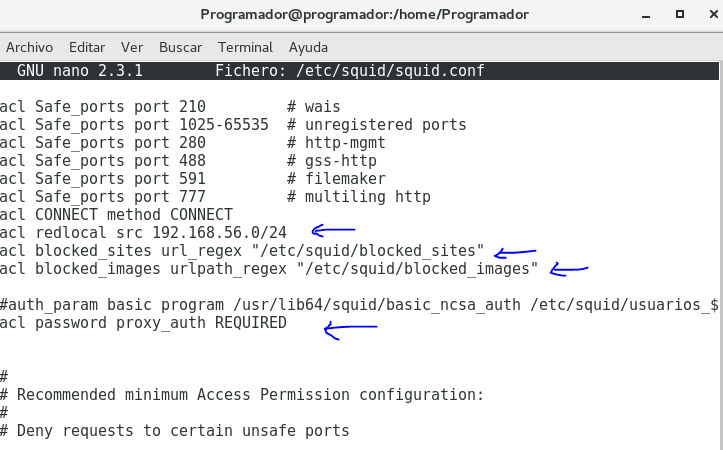 Programador@programador:/home/Programador
Archivo Editar Ver Buscar Terminal Ayuda
GNU nano 2.3.1 Fichero: /etc/squid/squid.conf
acl Safe_ports port 210 # wais
acl Safe_ports port 1025-65535 # unregistered ports
acl Safe_ports port 280 # http-mgmt
acl Safe_ports port 488 # gss-http
acl Safe_ports port 591 # filemaker
acl Safe_ports port 777 # multiling http
acl CONNECT method CONNECT
acl redlocal src 192.168.56.0/24
acl blocked_sites url_regex "/etc/squid/blocked_sites"
acl blocked_images urlpath_regex "/etc/squid/blocked_images"
#auth_param basic program /usr/lib64/squid/basic_ncsa_auth /etc/squid/usuarios_$
acl password proxy_auth REQUIRED
#
# Recommended minimum Access Permission configuration:
#
# Deny requests to certain unsafe ports